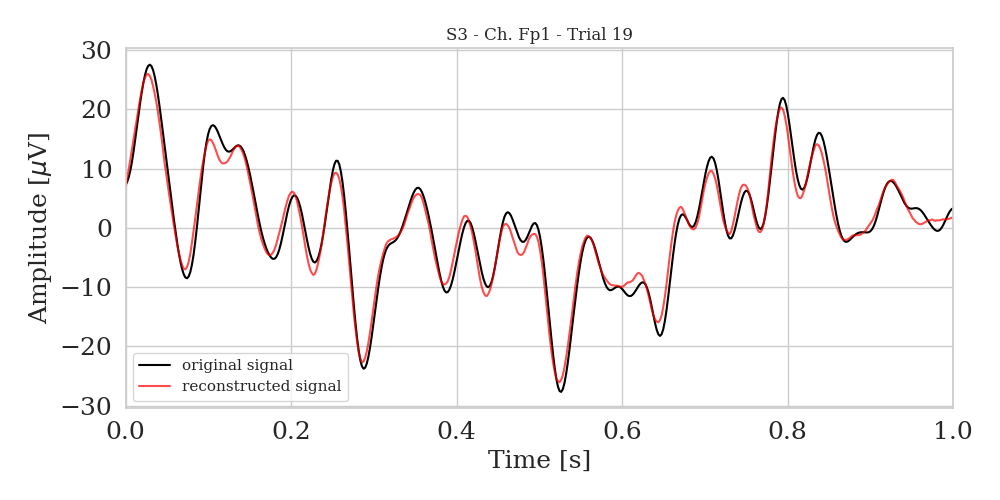 S3 - Ch. Fp1 - Trial 19
Amplitude [μV]
30
20
10
0
−10
−20
−30
original signal
reconstructed signal
0.0 0.2 0.4 0.6 0.8 1.0
Time [s]